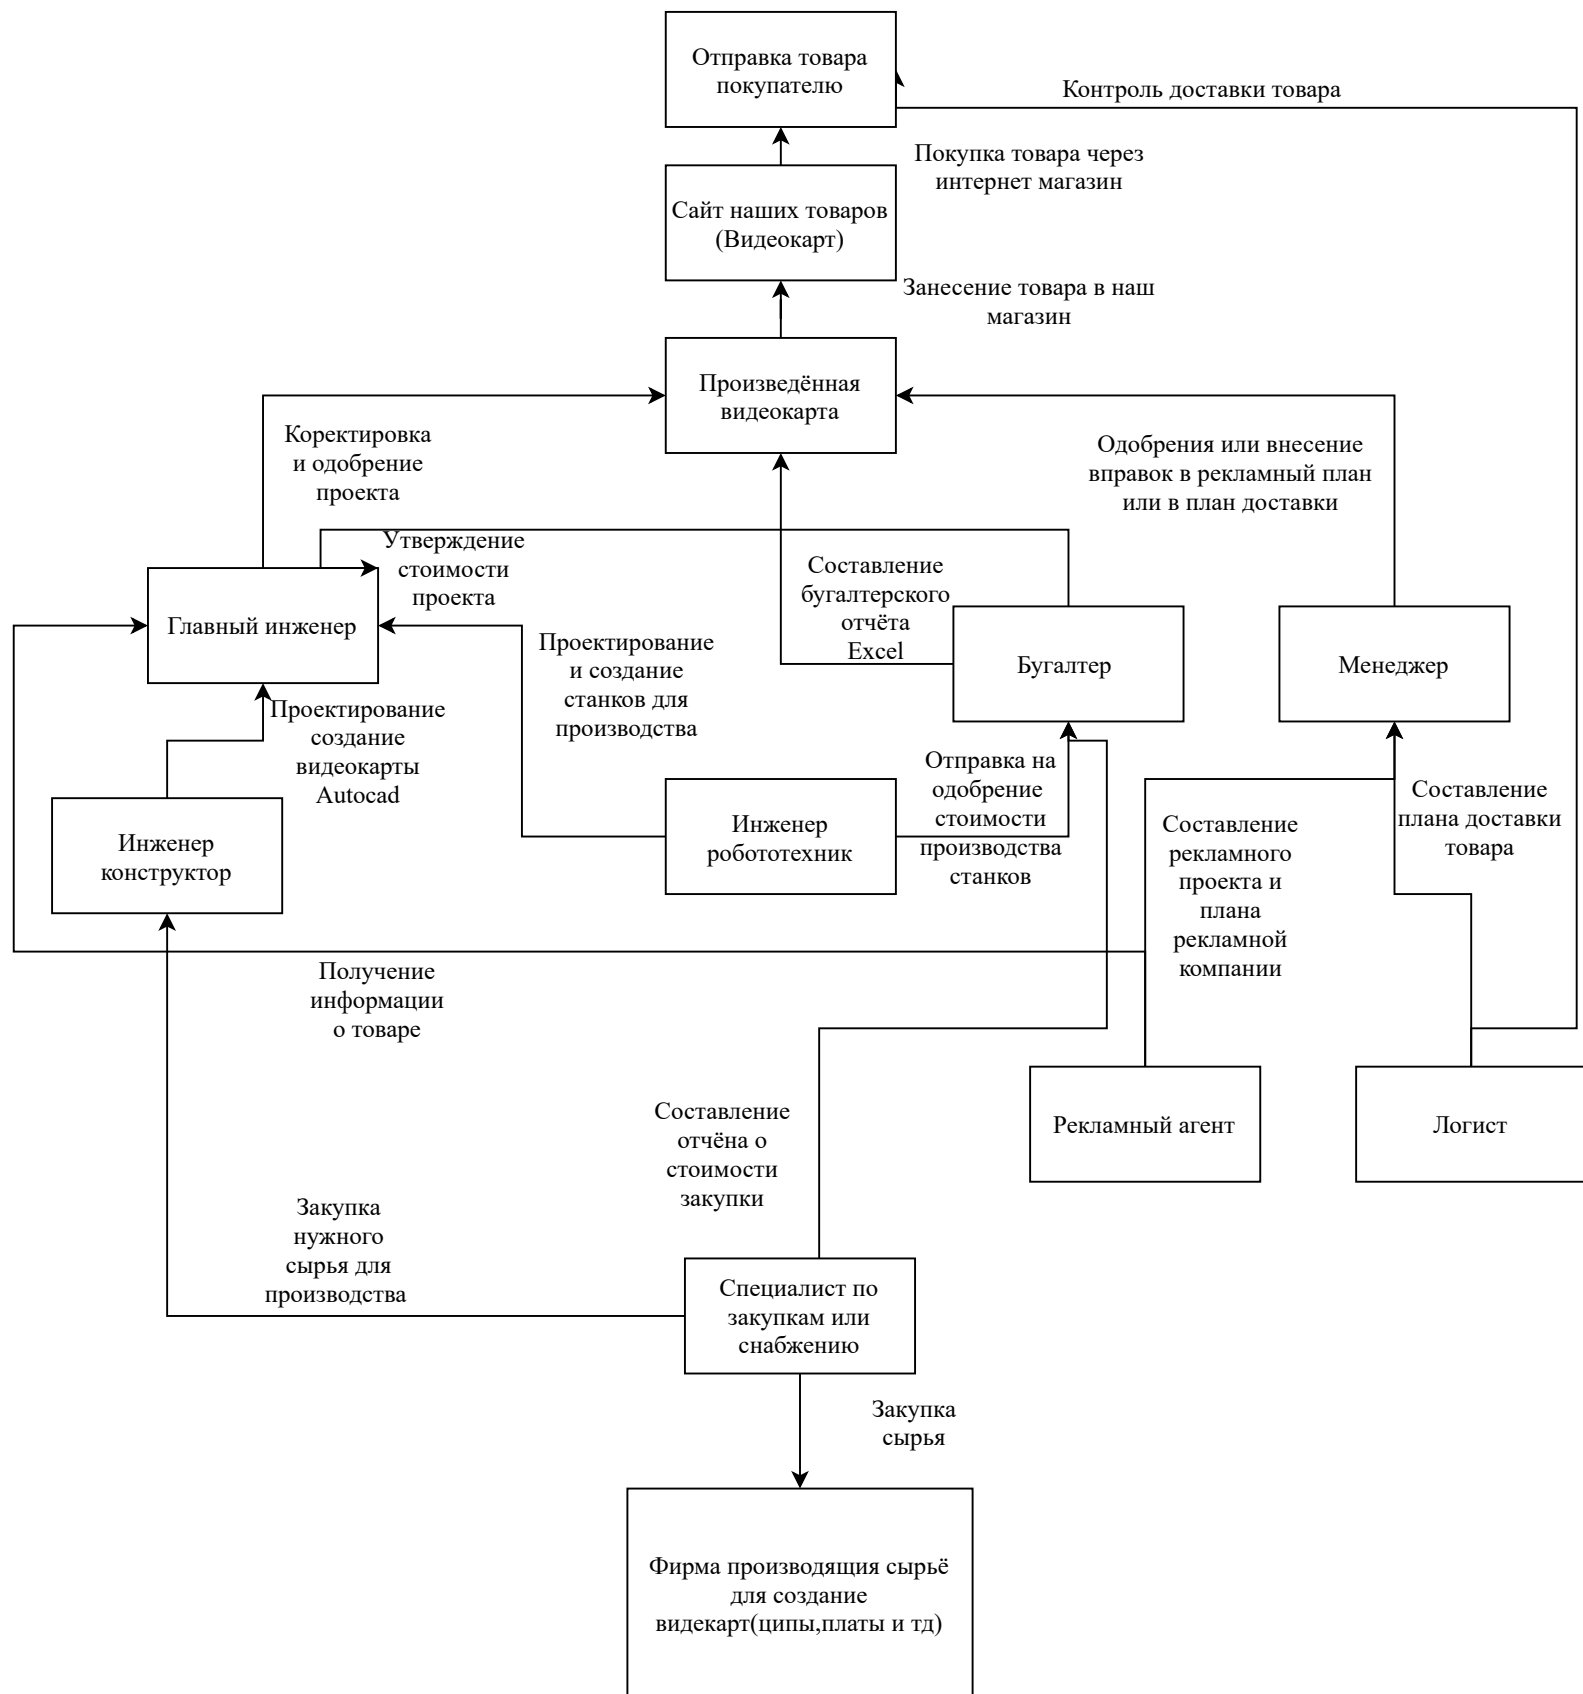 Отправка товара
покупателю
Контроль доставки товара
Покупка товара через
интернет магазин
Сайт наших товаров
(Видеокарт)
Занесение товара в наш
магазин
Произведённая
видеокарта
Коректировка
и одобрение
проекта
Одобрения или внесение
вправок в рекламный план
или в план доставки
Утверждение
стоимости
проекта
Составление
бугалтерского
отчёта
Excel
Главный инженер
Проектирование
и создание
станков для
производства
Бугалтер
Менеджер
Проектирование
создание
видеокарты
Autocad
Отправка на
одобрение
стоимости
производства
станков
Составление
плана доставки
товара
Инженер
конструктор
Инженер
робототехник
Составление
рекламного
проекта и
плана
рекламной
компании
Получение
информации
о товаре
Составление
отчёна о
стоимости
закупки
Рекламный агент
Логист
Закупка
нужного
сырья для
производства
Специалист по
закупкам или
снабжению
Закупка
сырья
Фирма производящия сырьё
для создание
видекарт(ципы,платы и тд)